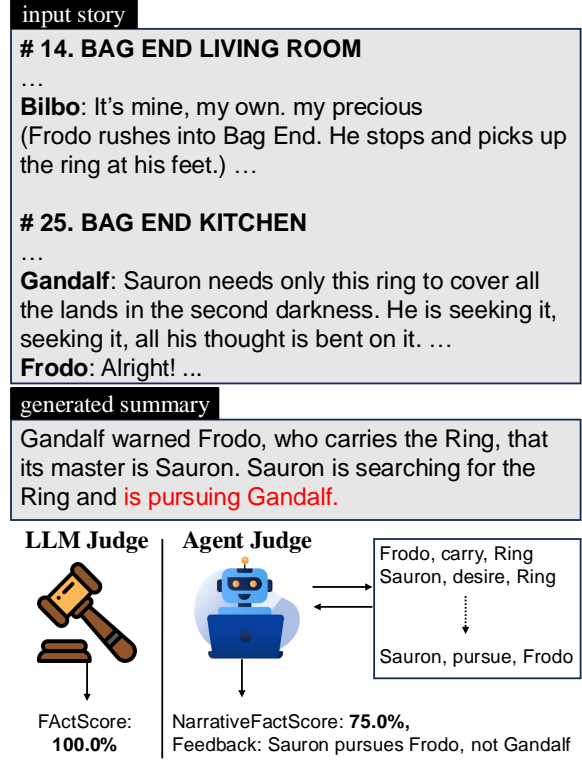 input story
# 14. BAG END LIVING ROOM
…
Bilbo: It's mine, my own. my precious
(Frodo rushes into Bag End. He stops and picks up
the ring at his feet.) …
# 25. BAG END KITCHEN
…
Gandalf: Sauron needs only this ring to cover all
the lands in the second darkness. He is seeking it,
seeking it, all his thought is bent on it. …
Frodo: Alright! ...
generated summary
Gandalf warned Frodo, who carries the Ring, that
its master is Sauron. Sauron is searching for the
Ring and is pursuing Gandalf.
LLM Judge
FActScore:
100.0%
Agent Judge
Frodo, carry, Ring
Sauron, desire, Ring
Sauron, pursue, Frodo
NarrativeFactScore: 75.0%,
Feedback: Sauron pursues Frodo, not Gandalf